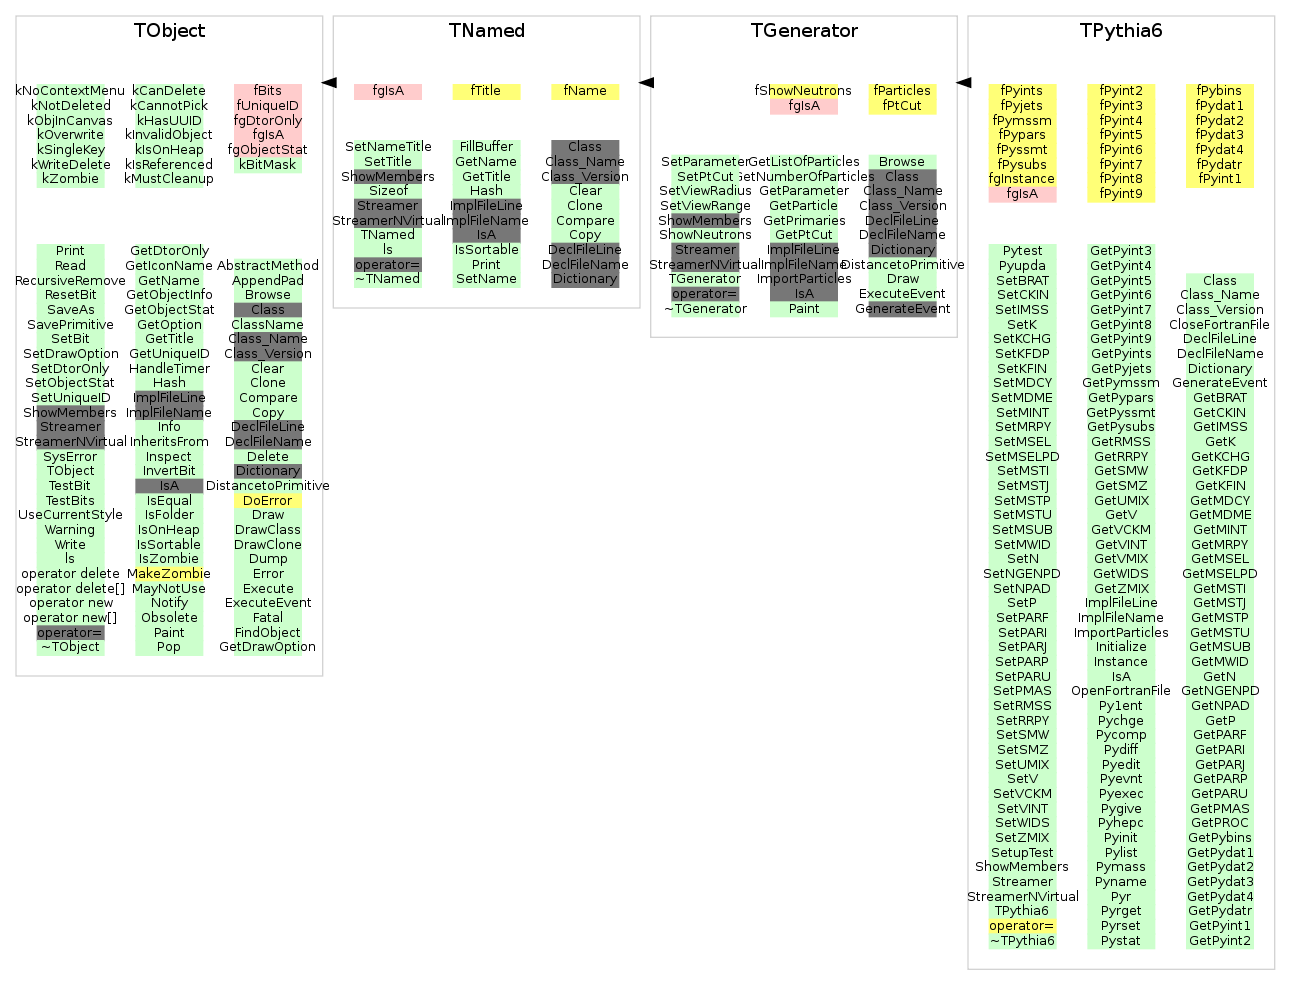 TObject
kNoContextMenu
kNotDeleted
kObjInCanvas
kOverwrite
kSingleKey
kWriteDelete
kZombie
kCanDelete
kCannotPick
kHasUUID
kInvalidObject
kIsOnHeap
kIsReferenced
kMustCleanup
fBits
fUniqueID
fgDtorOnly
fgIsA
fgObjectStat
kBitMask
Print
Read
RecursiveRemove
ResetBit
SaveAs
SavePrimitive
SetBit
SetDrawOption
SetDtorOnly
SetObjectStat
SetUniqueID
ShowMembers
Streamer
StreamerNVirtual
SysError
TObject
TestBit
TestBits
UseCurrentStyle
Warning
Write
ls
operator delete
operator delete[]
operator new
operator new[]
operator=
~TObject
GetDtorOnly
GetIconName
GetName
GetObjectInfo
GetObjectStat
GetOption
GetTitle
GetUniqueID
HandleTimer
Hash
ImplFileLine
ImplFileName
Info
InheritsFrom
Inspect
InvertBit
IsA
IsEqual
IsFolder
IsOnHeap
IsSortable
IsZombie
MakeZombie
MayNotUse
Notify
Obsolete
Paint
Pop
AbstractMethod
AppendPad
Browse
Class
ClassName
Class_Name
Class_Version
Clear
Clone
Compare
Copy
DeclFileLine
DeclFileName
Delete
Dictionary
DistancetoPrimitive
DoError
Draw
DrawClass
DrawClone
Dump
Error
Execute
ExecuteEvent
Fatal
FindObject
GetDrawOption
TNamed
fgIsA
fTitle
fName
SetNameTitle
SetTitle
ShowMembers
Sizeof
Streamer
StreamerNVirtual
TNamed
ls
operator=
~TNamed
FillBuffer
GetName
GetTitle
Hash
ImplFileLine
ImplFileName
IsA
IsSortable
Print
SetName
Class
Class_Name
Class_Version
Clear
Clone
Compare
Copy
DeclFileLine
DeclFileName
Dictionary
TGenerator
fShowNeutrons
fgIsA
fParticles
fPtCut
SetParameter
SetPtCut
SetViewRadius
SetViewRange
ShowMembers
ShowNeutrons
Streamer
StreamerNVirtual
TGenerator
operator=
~TGenerator
GetListOfParticles
GetNumberOfParticles
GetParameter
GetParticle
GetPrimaries
GetPtCut
ImplFileLine
ImplFileName
ImportParticles
IsA
Paint
Browse
Class
Class_Name
Class_Version
DeclFileLine
DeclFileName
Dictionary
DistancetoPrimitive
Draw
ExecuteEvent
GenerateEvent
TPythia6
fPyints
fPyjets
fPymssm
fPypars
fPyssmt
fPysubs
fgInstance
fgIsA
fPyint2
fPyint3
fPyint4
fPyint5
fPyint6
fPyint7
fPyint8
fPyint9
fPybins
fPydat1
fPydat2
fPydat3
fPydat4
fPydatr
fPyint1
Pytest
Pyupda
SetBRAT
SetCKIN
SetIMSS
SetK
SetKCHG
SetKFDP
SetKFIN
SetMDCY
SetMDME
SetMINT
SetMRPY
SetMSEL
SetMSELPD
SetMSTI
SetMSTJ
SetMSTP
SetMSTU
SetMSUB
SetMWID
SetN
SetNGENPD
SetNPAD
SetP
SetPARF
SetPARI
SetPARJ
SetPARP
SetPARU
SetPMAS
SetRMSS
SetRRPY
SetSMW
SetSMZ
SetUMIX
SetV
SetVCKM
SetVINT
SetWIDS
SetZMIX
SetupTest
ShowMembers
Streamer
StreamerNVirtual
TPythia6
operator=
~TPythia6
GetPyint3
GetPyint4
GetPyint5
GetPyint6
GetPyint7
GetPyint8
GetPyint9
GetPyints
GetPyjets
GetPymssm
GetPypars
GetPyssmt
GetPysubs
GetRMSS
GetRRPY
GetSMW
GetSMZ
GetUMIX
GetV
GetVCKM
GetVINT
GetVMIX
GetWIDS
GetZMIX
ImplFileLine
ImplFileName
ImportParticles
Initialize
Instance
IsA
OpenFortranFile
Py1ent
Pychge
Pycomp
Pydiff
Pyedit
Pyevnt
Pyexec
Pygive
Pyhepc
Pyinit
Pylist
Pymass
Pyname
Pyr
Pyrget
Pyrset
Pystat
Class
Class_Name
Class_Version
CloseFortranFile
DeclFileLine
DeclFileName
Dictionary
GenerateEvent
GetBRAT
GetCKIN
GetIMSS
GetK
GetKCHG
GetKFDP
GetKFIN
GetMDCY
GetMDME
GetMINT
GetMRPY
GetMSEL
GetMSELPD
GetMSTI
GetMSTJ
GetMSTP
GetMSTU
GetMSUB
GetMWID
GetN
GetNGENPD
GetNPAD
GetP
GetPARF
GetPARI
GetPARJ
GetPARP
GetPARU
GetPMAS
GetPROC
GetPybins
GetPydat1
GetPydat2
GetPydat3
GetPydat4
GetPydatr
GetPyint1
GetPyint2